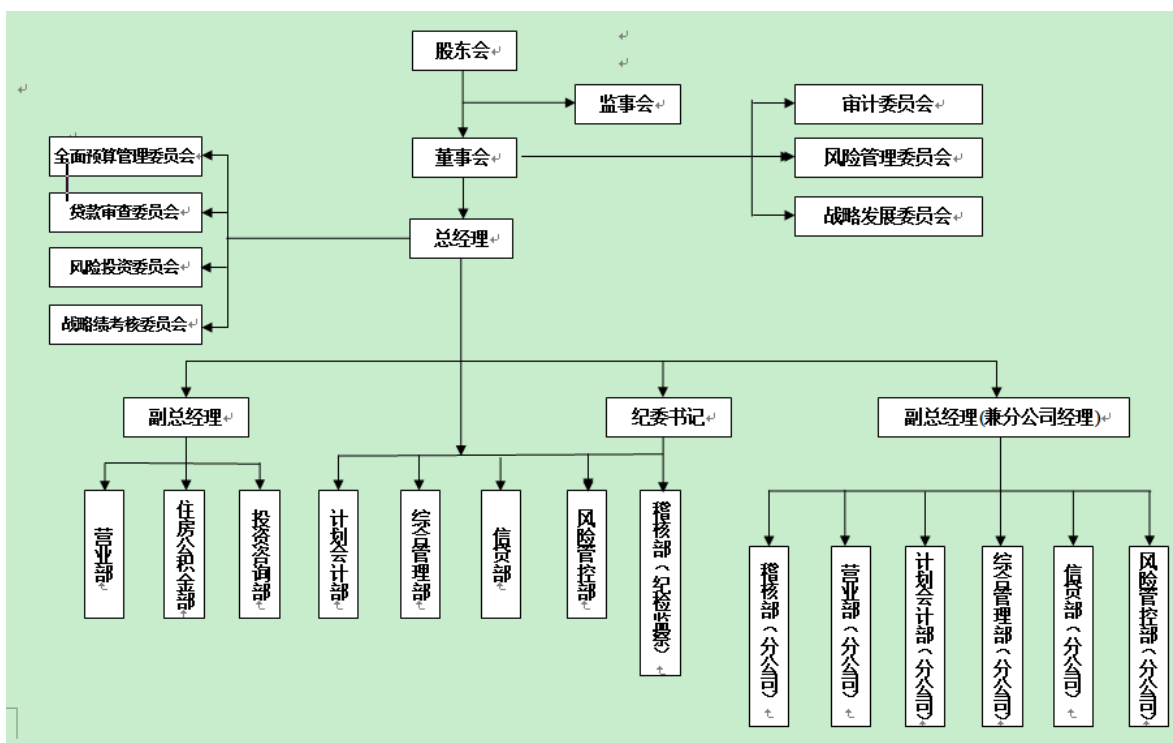 股东会
监事会
审计委员会
全面预算管理委员会
董事会
风险管理委员会
贷款审查委员会
战略发展委员会
总经理
风险投资委员会
战略绩考核委员会
副总经理
纪委书记
副总经理(兼分公司经理)
营业部
住房公积金部
投资咨询部
计划会计部
综合管理部
信贷部
风险管控部
稽核部（纪检监察）
稽核部（分公司）
营业部（分公司）
计划会计部（分公司）
综合管理部（分公司）
信贷部（分公司）
风险管控部（分公司）